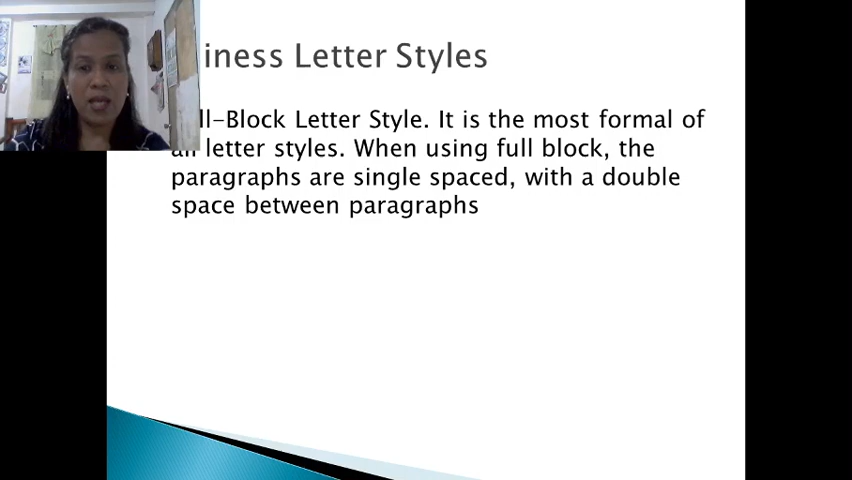 iness Letter Styles
ll-Block Letter Style. It is the most formal of
all letter styles. When using full block, the
paragraphs are single spaced, with a double
space between paragraphs